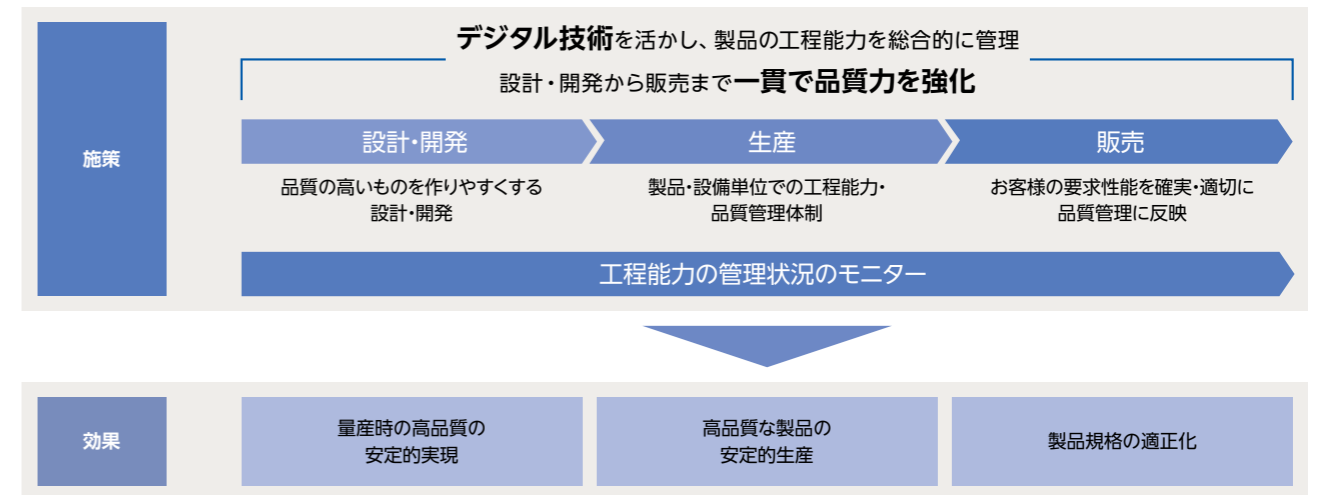 デジタル技術を活かし、製品の工程能力を総合的に管理
設計・開発から販売まで一貫で品質力を強化
施策
設計・開発
生産
販売
品質の高いものを作りやすくする
設計・開発
製品・設備単位での工程能力・
品質管理体制
お客様の要求性能を確実・適切に
品質管理に反映
工程能力の管理状況のモニター
効果
量産時の高品質の
安定的実現
高品質な製品の
安定的生産
製品規格の適正化